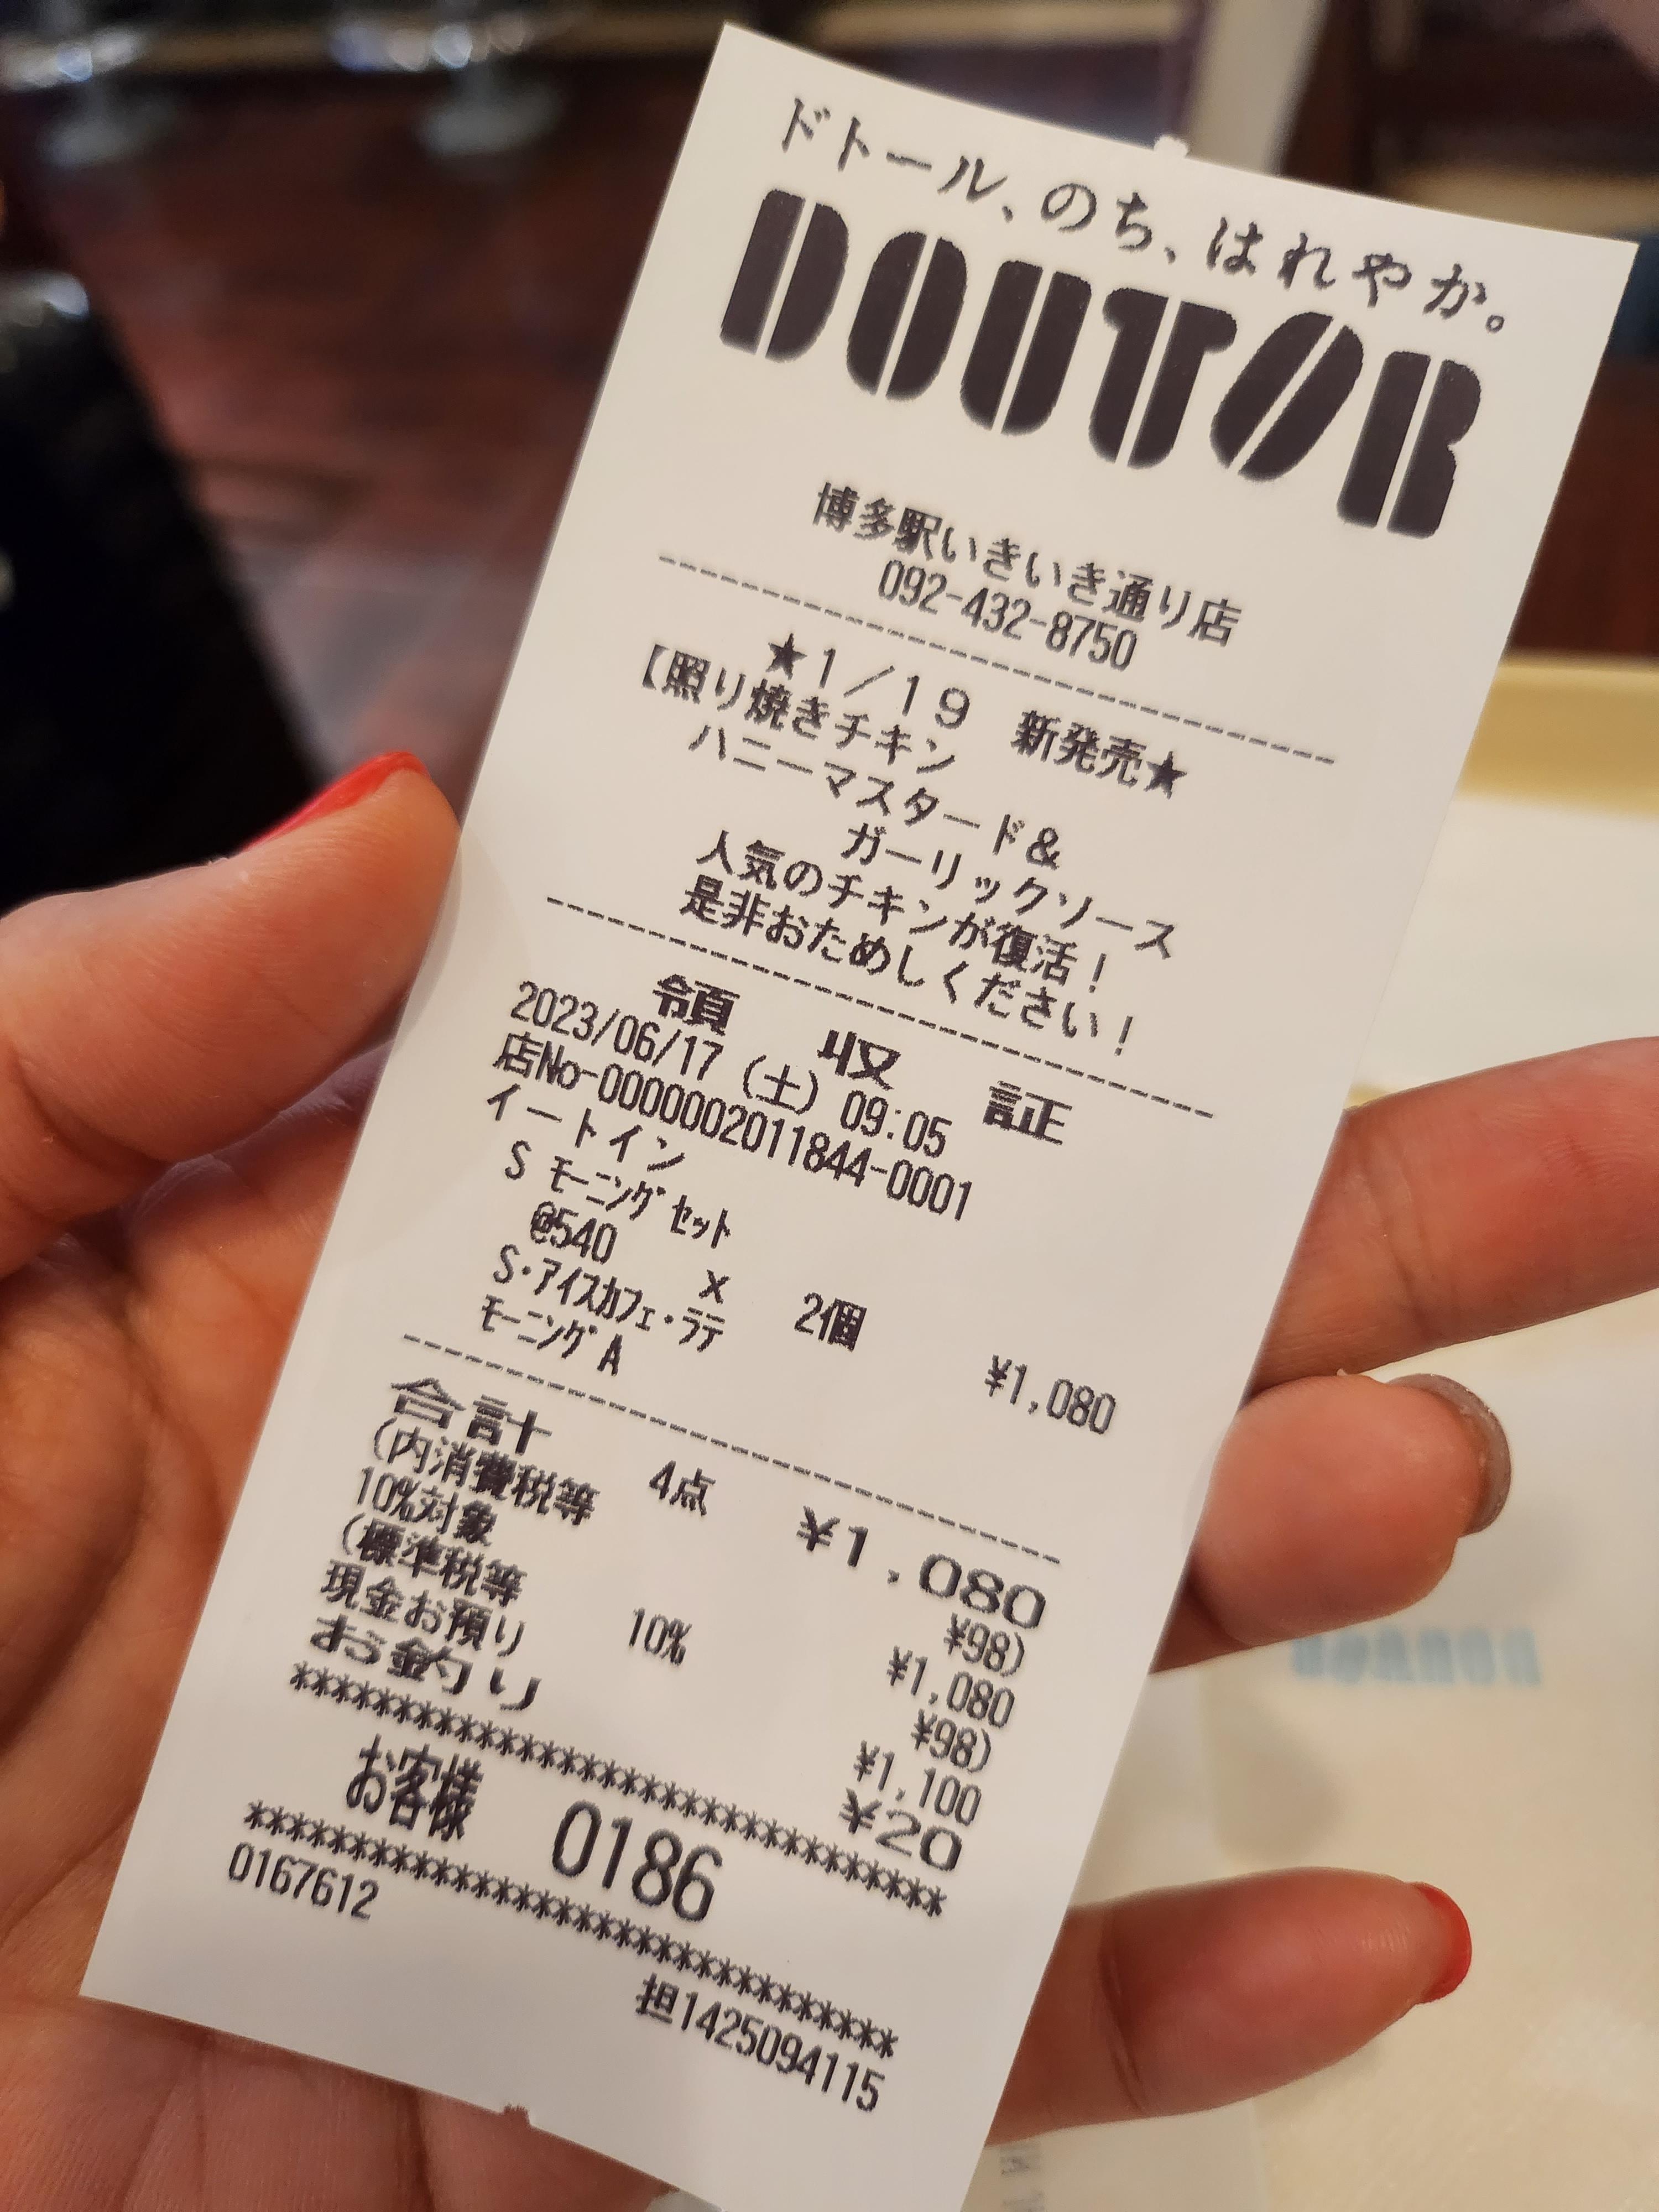 ドトール、のち、はれやか。
DOUTOR
博多駅いきいき通り店
092-432-8750
★1/19 新発売★
【照り焼きチキン
ハニーマスタード&
ガーリックソース
人気のチキンが復活!
是非おためしください!
領 収 証
2023/06/17 (土) 09:05
店No-0000002011844-0001
イートイン
S モーニングセット
@540 x 2個 ¥1,080
S・アイスカフェ・ラテ
モーニングA
合計 4点 ¥1,080
(内消費税等 ¥98)
10%対象 ¥1,080
(標準税等 10% ¥98)
現金お預り ¥1,100
お釣り ¥20
********************************
お客様 0186
********************************
0167612 担1425094115